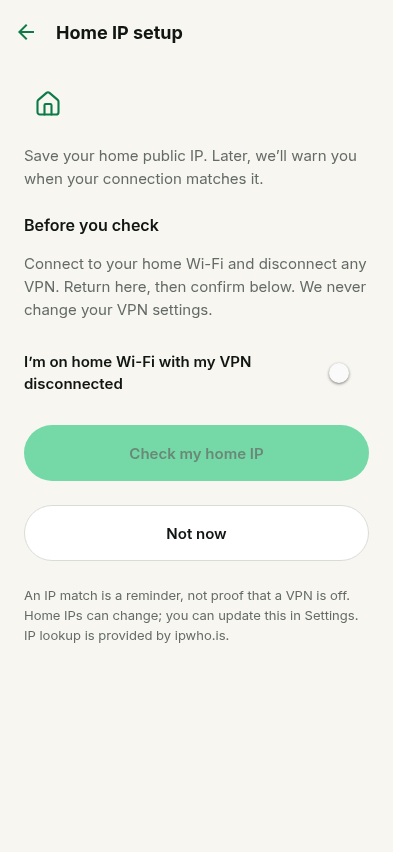 Home IP setup
Save your home public IP. Later, we’ll warn you
when your connection matches it.
Before you check
Connect to your home Wi-Fi and disconnect any
VPN. Return here, then confirm below. We never
change your VPN settings.
I’m on home Wi-Fi with my VPN
disconnected
Check my home IP
Not now
An IP match is a reminder, not proof that a VPN is off.
Home IPs can change; you can update this in Settings.
IP lookup is provided by ipwho.is.